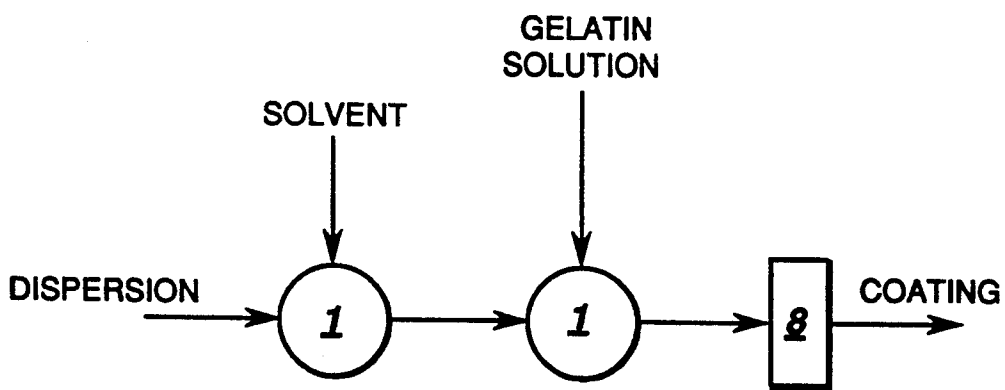 GELATIN
SOLUTION
SOLVENT
DISPERSION
1
1
8
COATING